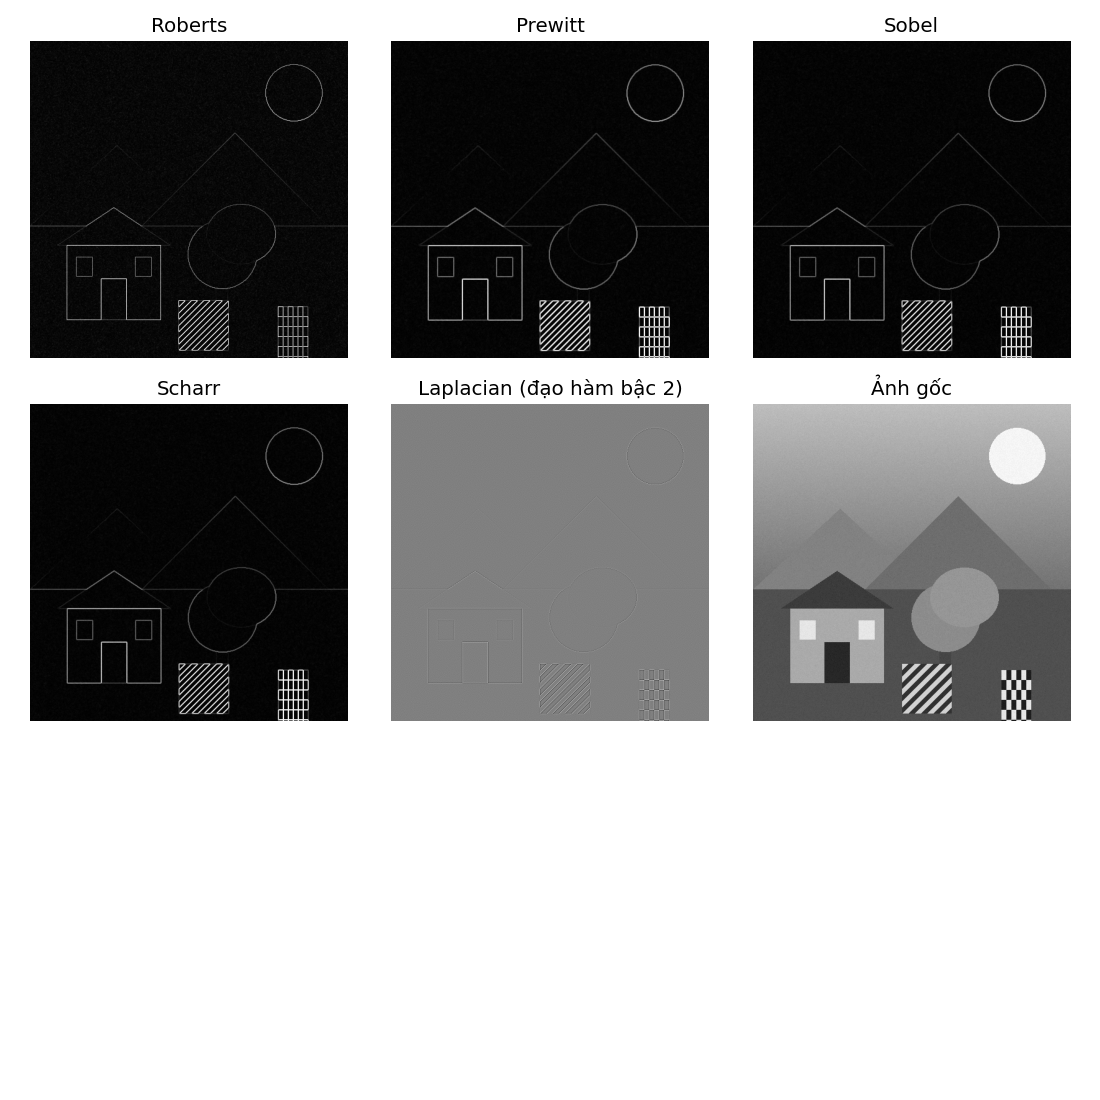 Roberts
Prewitt
Sobel
Scharr
Laplacian (đạo hàm bậc 2)
Ảnh gốc